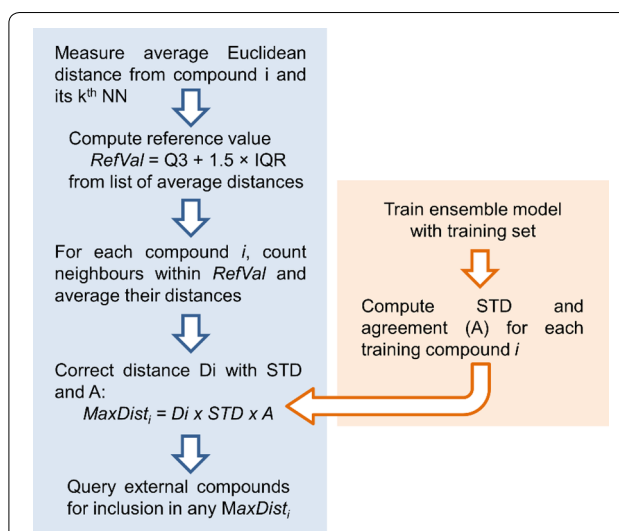 Measure average Euclidean
distance from compound i and
its kth NN
Compute reference value
RefVal = Q3 + 1.5 × IQR
from list of average distances
For each compound i, count
neighbours within RefVal and
average their distances
Correct distance Di with STD
and A:
MaxDisti = Di x STD x A
Query external compounds
for inclusion in any MaxDisti
Train ensemble model
with training set
Compute STD and
agreement (A) for each
training compound i